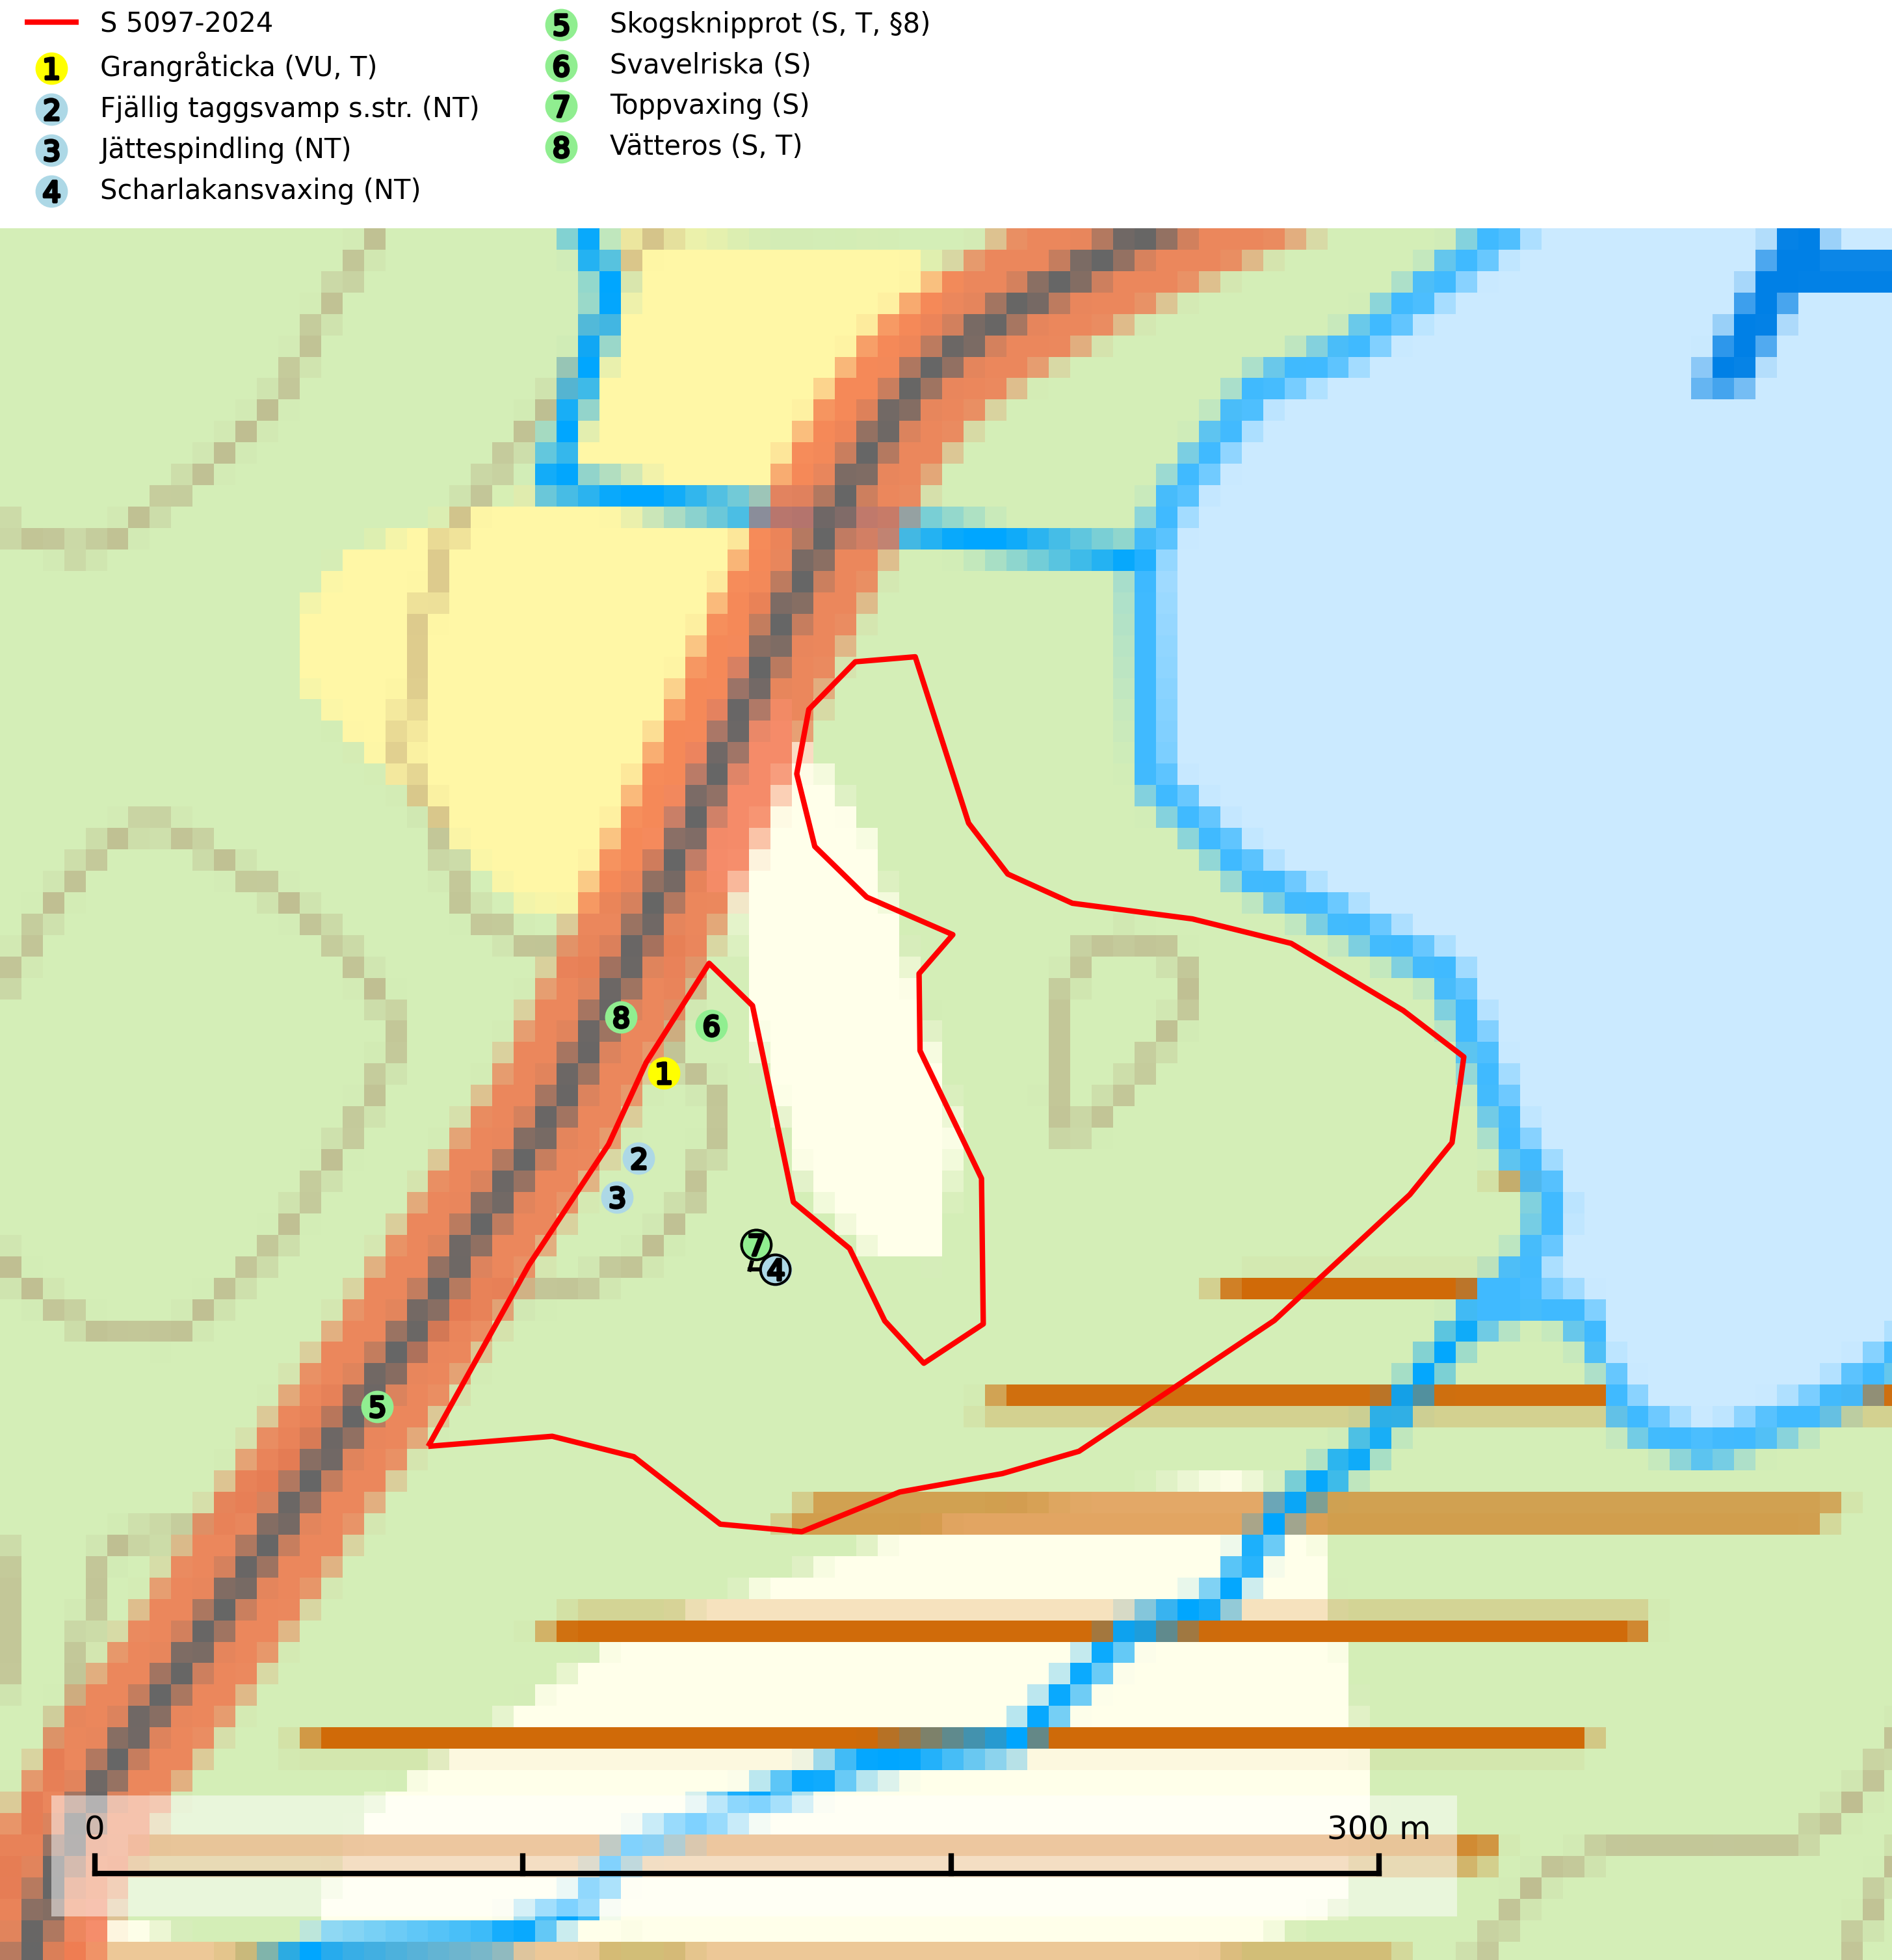 S 5097-2024
1 Grangråticka (VU, T)
2 Fjällig taggsvamp s.str. (NT)
3 Jättespindling (NT)
4 Scharlakansvaxing (NT)
5 Skogsknipprot (S, T, §8)
6 Svavelriska (S)
7 Toppvaxing (S)
8 Vätteros (S, T)
8
6
1
2
3
7
4
5
0 300 m